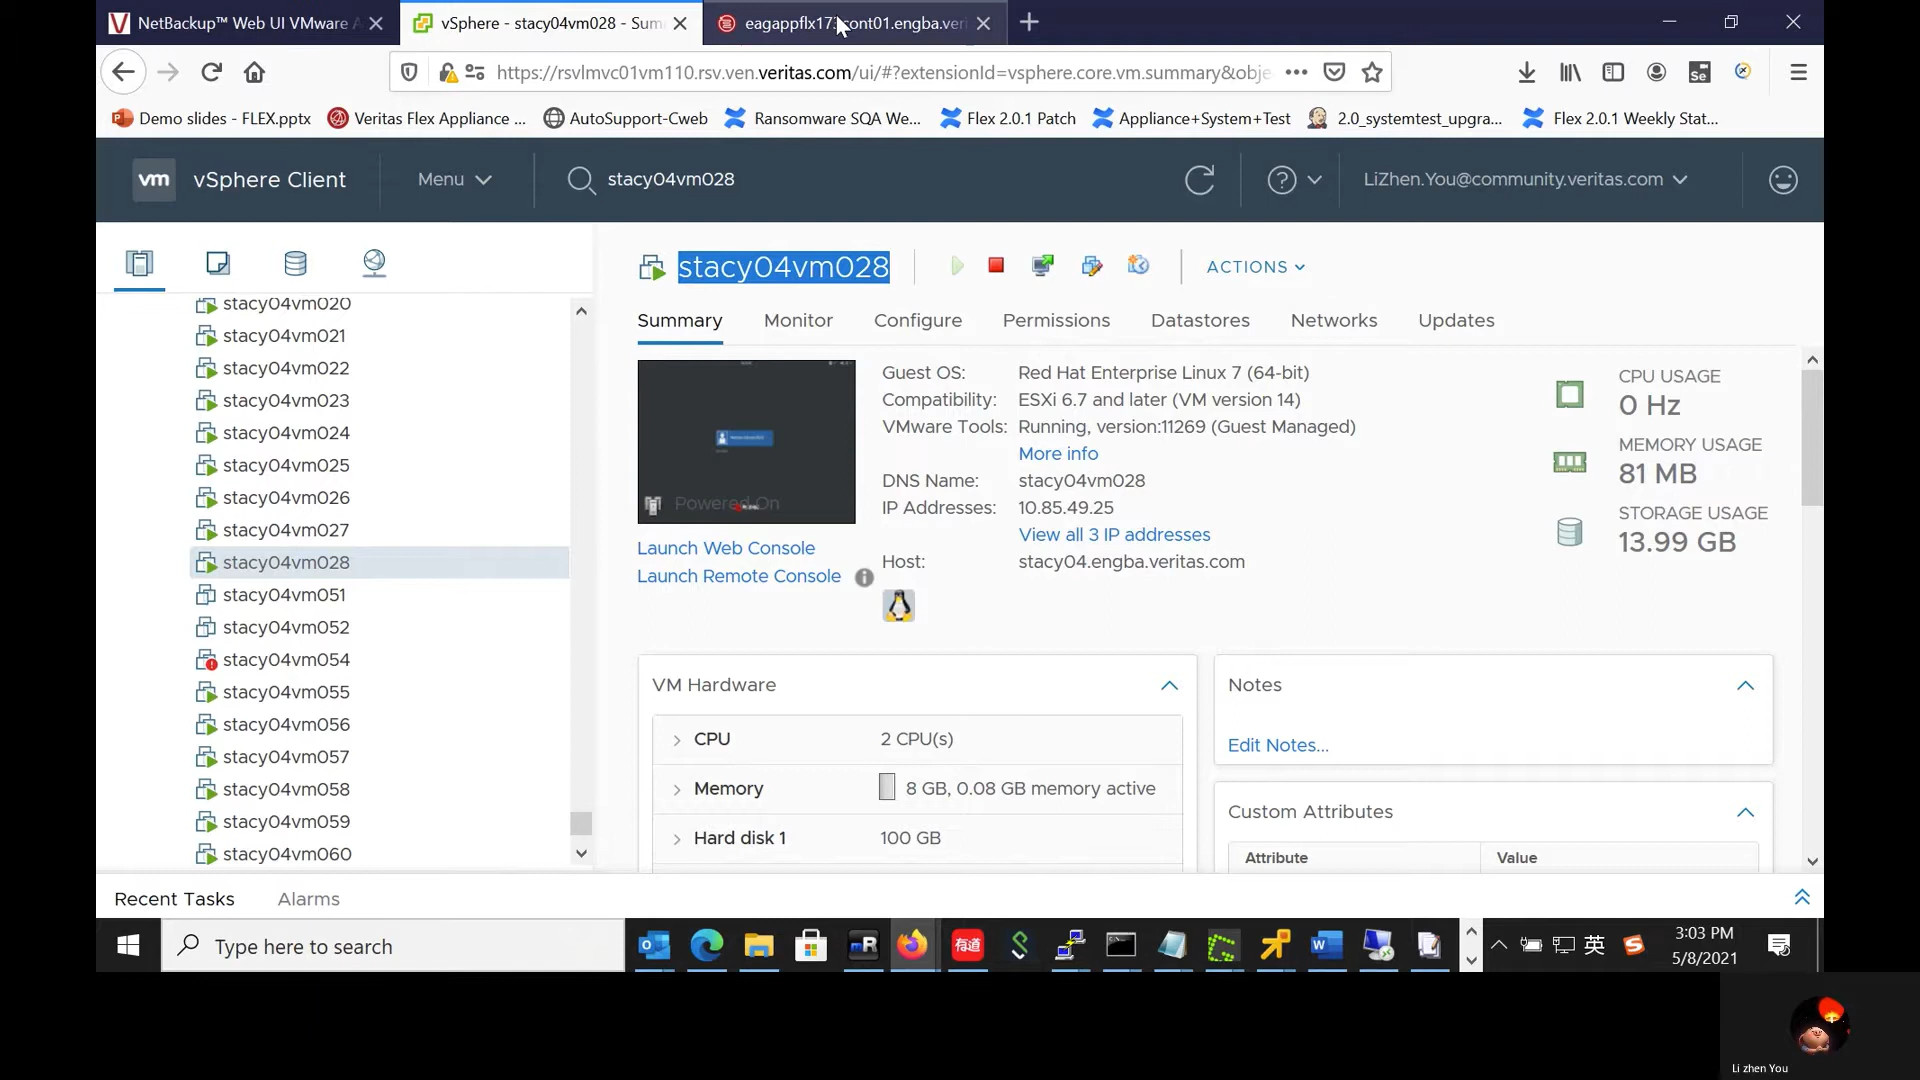 NetBackup™ Web UI VMware A
vSphere - stacy04vm028 - Sum
eagappflx173cont01.engba.veri
https://rsvlmvc01vm110.rsv.ven.veritas.com/ui/#?extensionId=vsphere.core.vm.summary&obje
Se
Demo slides - FLEX.pptx
Veritas Flex Appliance ...
AutoSupport-Cweb
Ransomware SQA We...
Flex 2.0.1 Patch
Appliance+System+Test
2.0_systemtest_upgra...
Flex 2.0.1 Weekly Stat...
vm
vSphere Client
Menu
stacy04vm028
LiZhen.You@community.veritas.com
stacy04vm020
stacy04vm021
stacy04vm022
stacy04vm023
stacy04vm024
stacy04vm025
stacy04vm026
stacy04vm027
stacy04vm028
stacy04vm051
stacy04vm052
stacy04vm054
stacy04vm055
stacy04vm056
stacy04vm057
stacy04vm058
stacy04vm059
stacy04vm060
stacy04vm028
ACTIONS
Summary
Monitor
Configure
Permissions
Datastores
Networks
Updates
Powered On
Launch Web Console
Launch Remote Console
Guest OS: Red Hat Enterprise Linux 7 (64-bit)
Compatibility: ESXi 6.7 and later (VM version 14)
VMware Tools: Running, version:11269 (Guest Managed)
More info
DNS Name: stacy04vm028
IP Addresses: 10.85.49.25
View all 3 IP addresses
Host: stacy04.engba.veritas.com
CPU USAGE
0 Hz
MEMORY USAGE
81 MB
STORAGE USAGE
13.99 GB
VM Hardware
CPU 2 CPU(s)
Memory 8 GB, 0.08 GB memory active
Hard disk 1 100 GB
Notes
Edit Notes...
Custom Attributes
Attribute Value
Recent Tasks
Alarms
Type here to search
mR
有道
英
3:03 PM
5/8/2021
Li zhen You